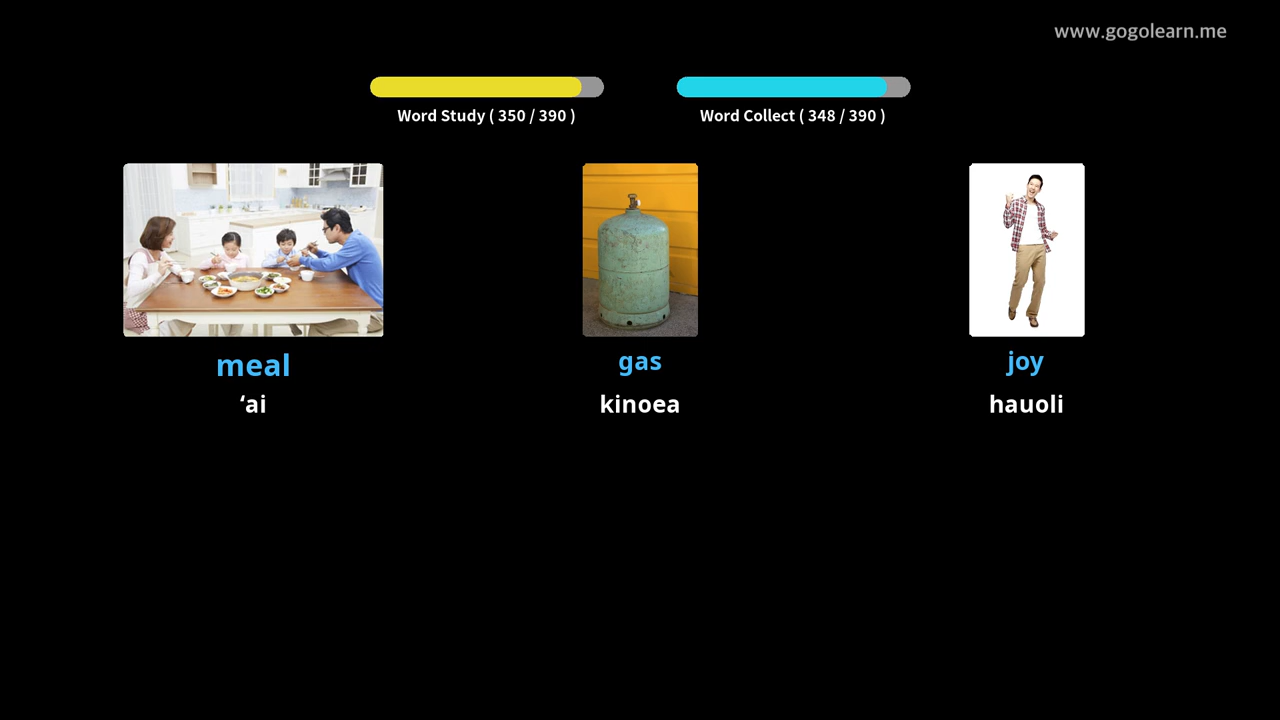 www.gogolearn.me
Word Study ( 350 / 390 )
Word Collect ( 348 / 390 )
meal
ʻai
gas
kinoea
joy
hauoli